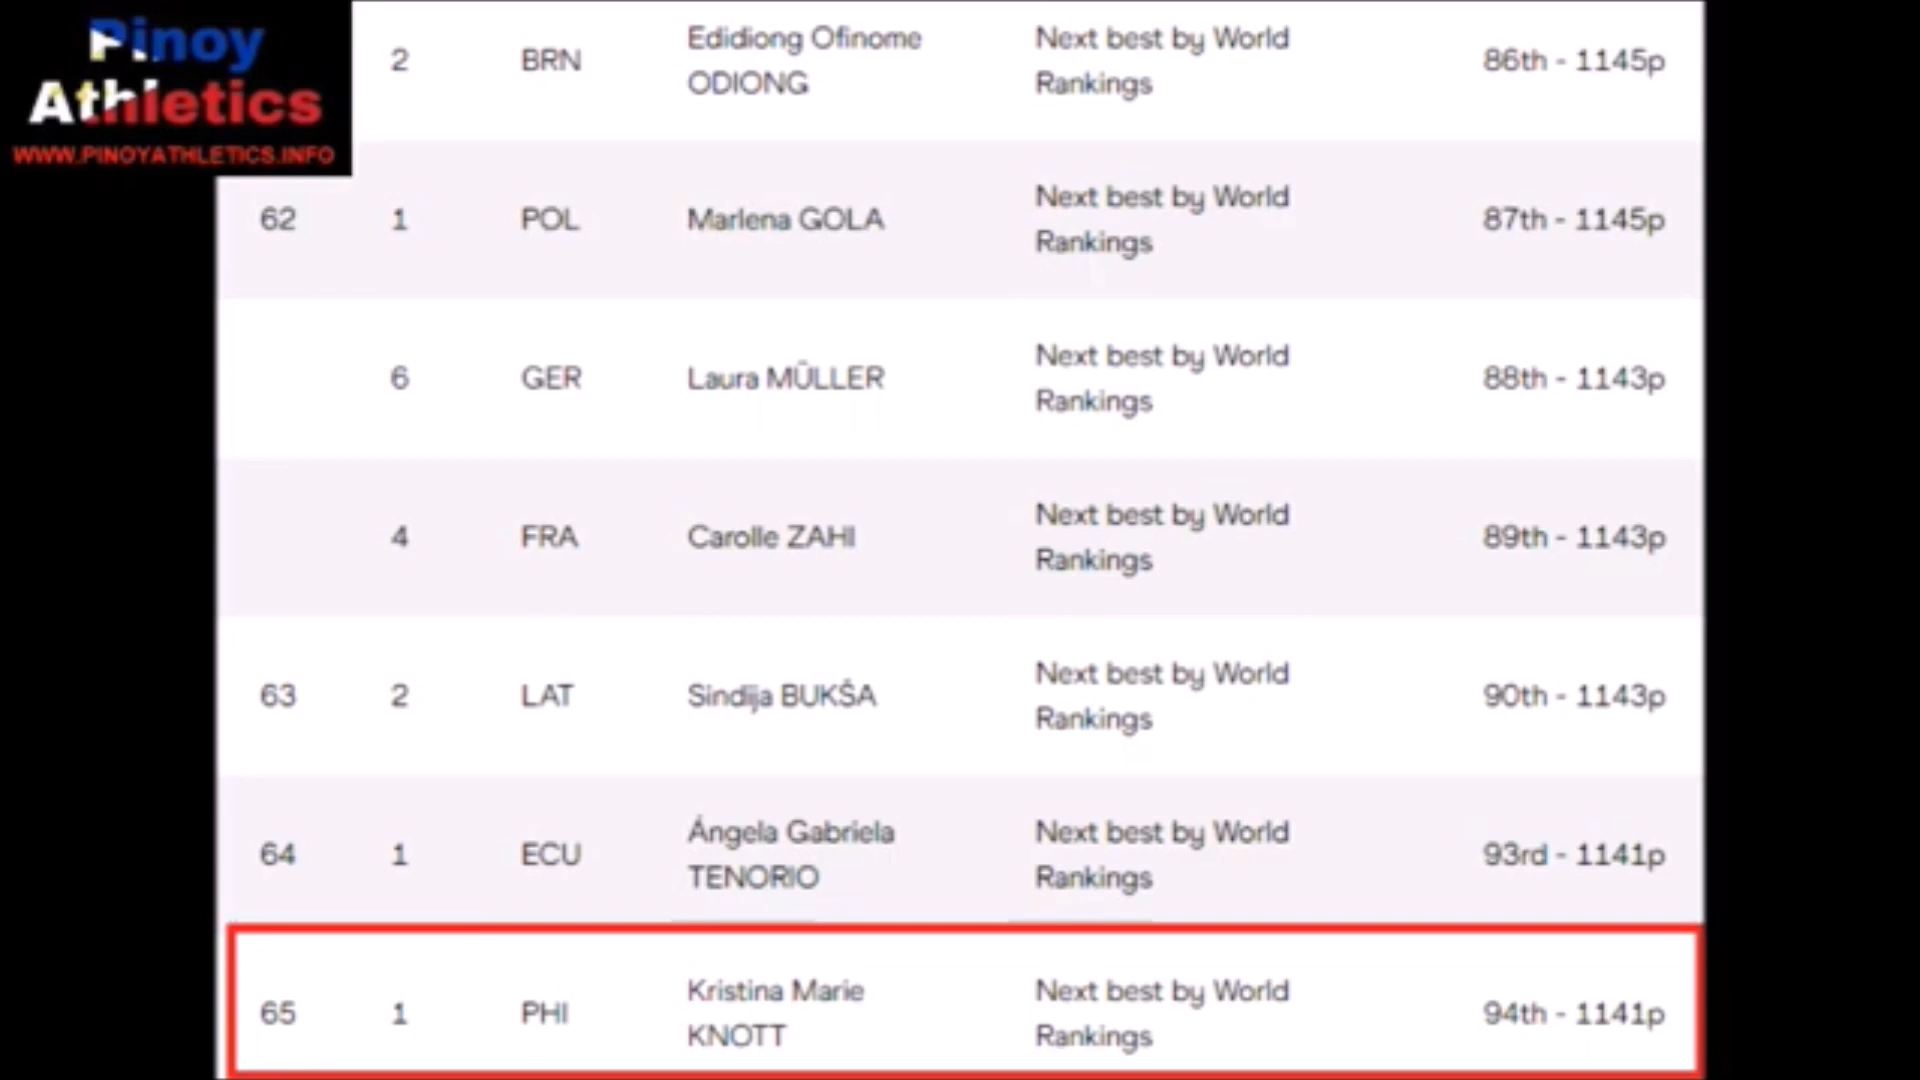 Pinoy
Athletics
WWW.PINOYATHLETICS.INFO
2 BRN Edidiong Ofinome ODIONG Next best by World Rankings 86th - 1145p
62 1 POL Marlena GOLA Next best by World Rankings 87th - 1145p
6 GER Laura MÜLLER Next best by World Rankings 88th - 1143p
4 FRA Carolle ZAHI Next best by World Rankings 89th - 1143p
63 2 LAT Sindija BUKŠA Next best by World Rankings 90th - 1143p
64 1 ECU Ángela Gabriela TENORIO Next best by World Rankings 93rd - 1141p
65 1 PHI Kristina Marie KNOTT Next best by World Rankings 94th - 1141p